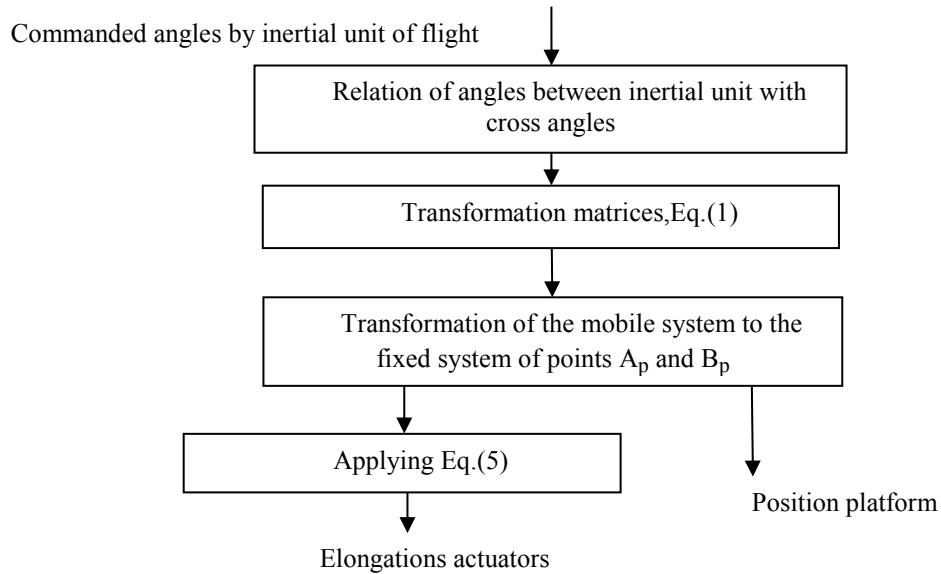 Commanded angles by inertial unit of flight
Relation of angles between inertial unit with
cross angles
Transformation matrices,Eq.(1)
Transformation of the mobile system to the
fixed system of points Ap and Bp
Applying Eq.(5)
Position platform
Elongations actuators